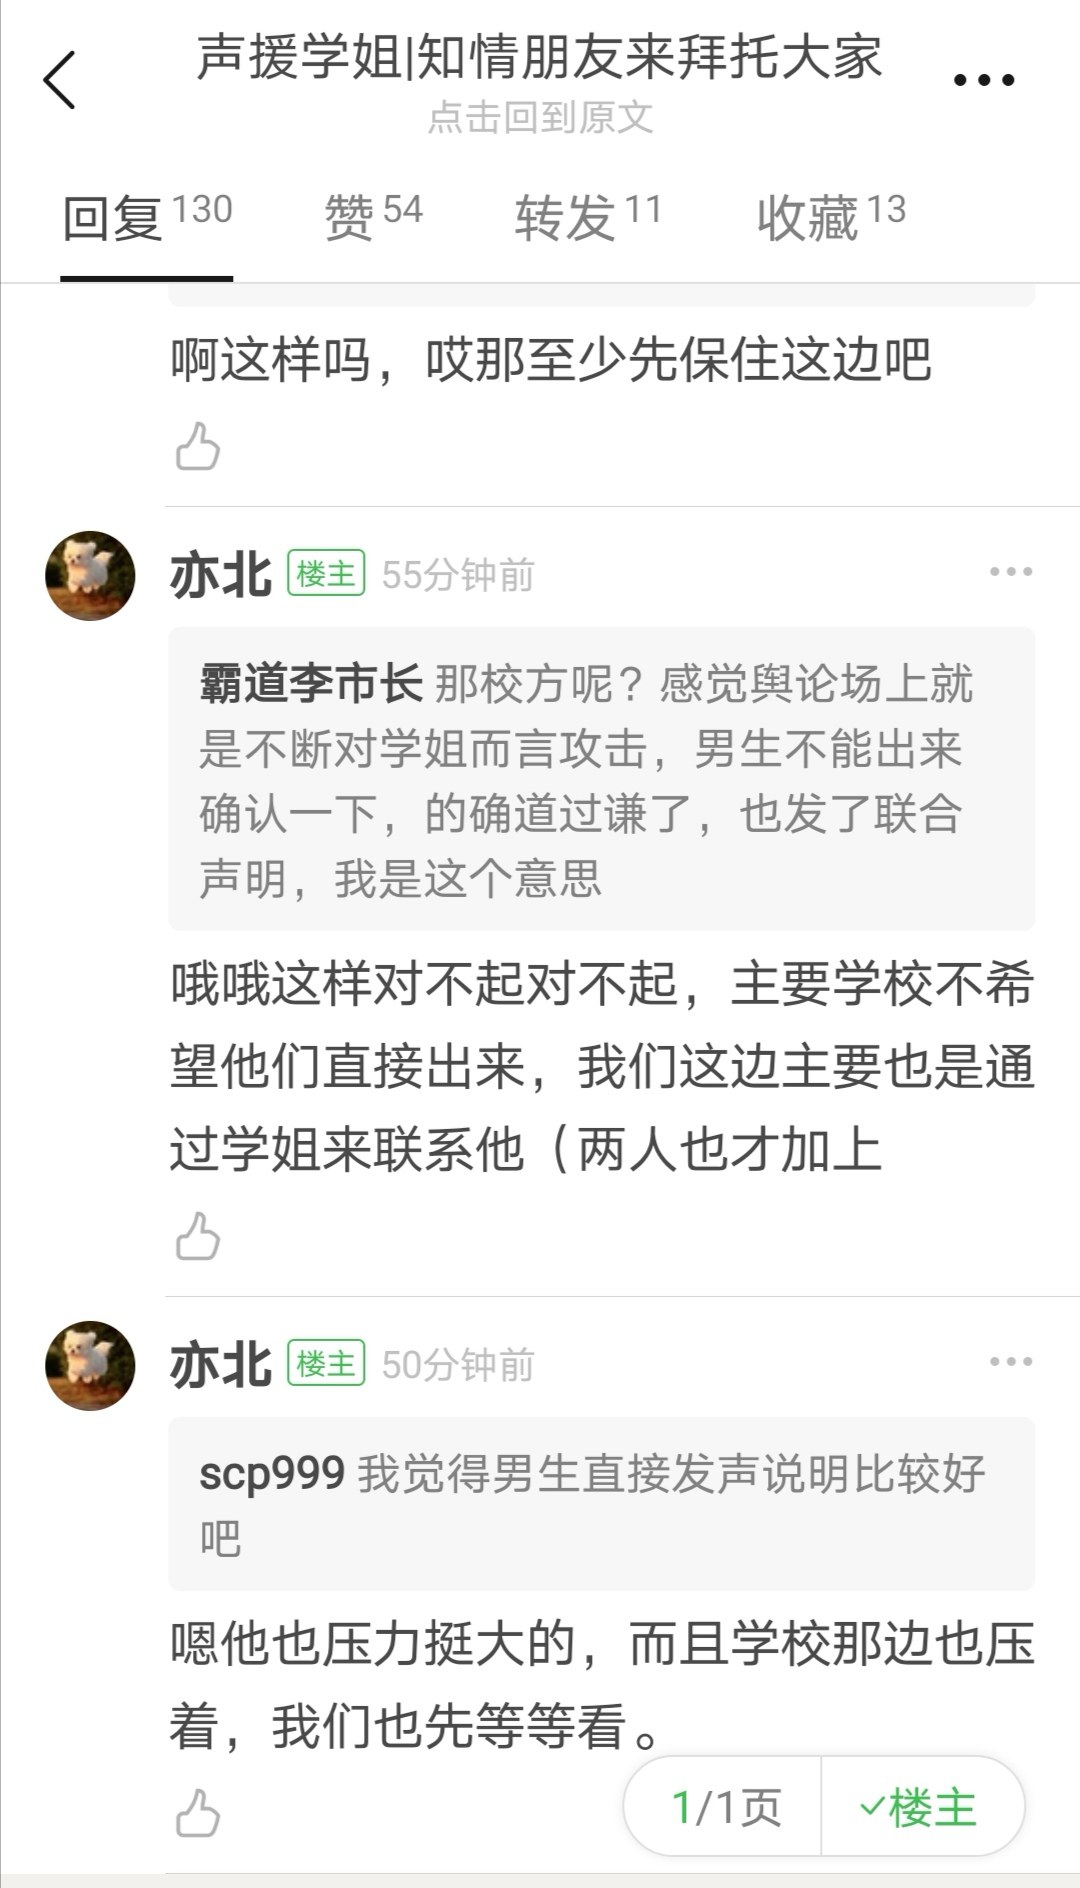 声援学姐|知情朋友来拜托大家
点击回到原文
回复 130 赞 54 转发 11 收藏 13
啊这样吗，哎那至少先保住这边吧
亦北 楼主 55分钟前
霸道李市长 那校方呢？感觉舆论场上就
是不断对学姐而言攻击，男生不能出来
确认一下，的确道过谦了，也发了联合
声明，我是这个意思
哦哦这样对不起对不起，主要学校不希
望他们直接出来，我们这边主要也是通
过学姐来联系他（两人也才加上
亦北 楼主 50分钟前
scp999 我觉得男生直接发声说明比较好
吧
嗯他也压力挺大的，而且学校那边也压
着，我们也先等等看。
1/1页 楼主